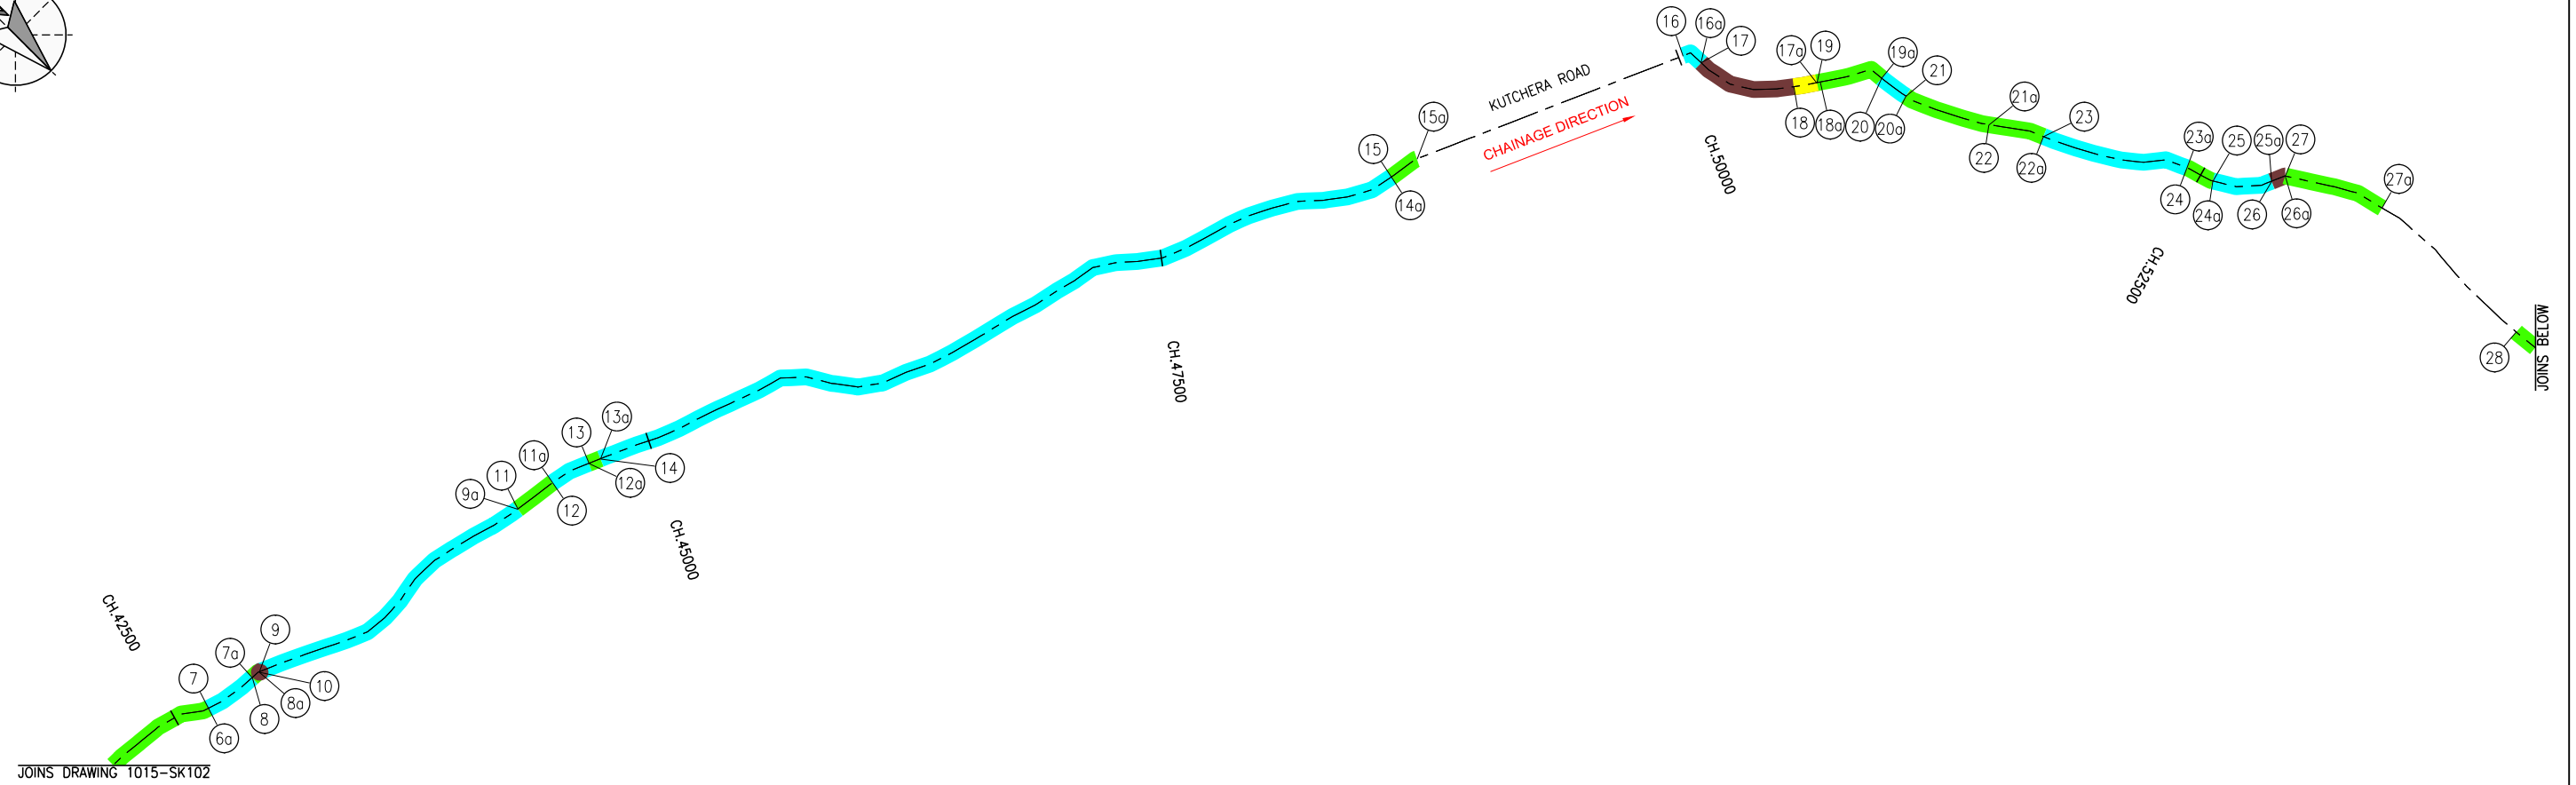 16
16a
17
17a
19
19a
21
KUTCHERA ROAD
CHAINAGE DIRECTION
15a
15
14a
18
18a
20
20a
21a
23
22
22a
23a
25
25a
27
24
24a
26
26a
27a
CH.50000
CH.52500
28
JOINS BELOW
CH.47500
13
13a
11a
11
9a
14
12a
12
CH.45000
CH.42500
9
7a
7
10
8a
8
6a
JOINS DRAWING 1015-SK102